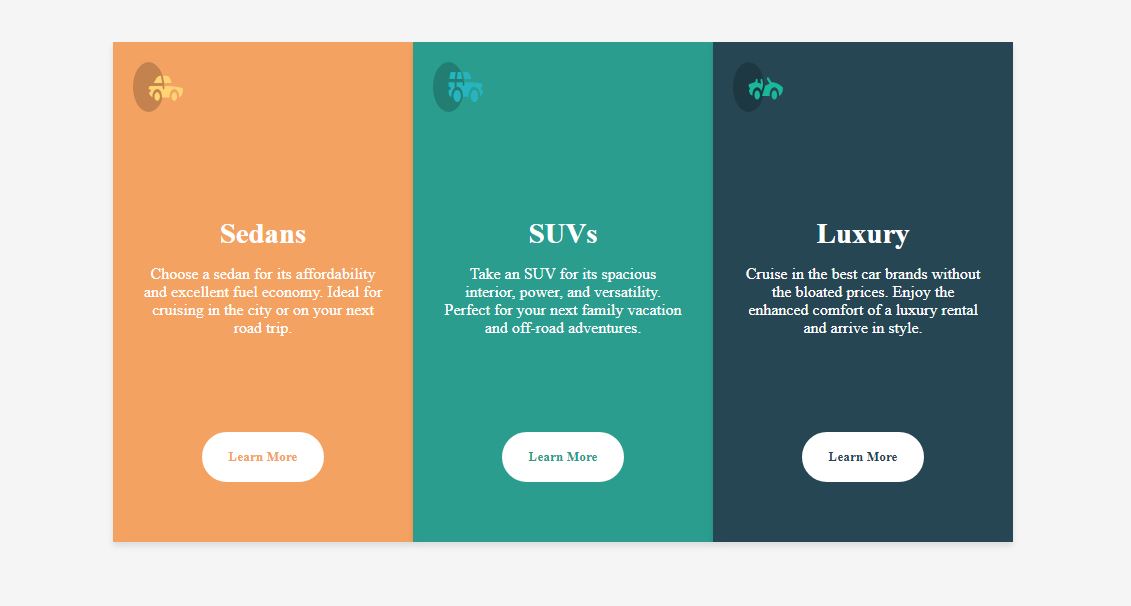 Sedans
Choose a sedan for its affordability
and excellent fuel economy. Ideal for
cruising in the city or on your next
road trip.
Learn More
SUVs
Take an SUV for its spacious
interior, power, and versatility.
Perfect for your next family vacation
and off-road adventures.
Learn More
Luxury
Cruise in the best car brands without
the bloated prices. Enjoy the
enhanced comfort of a luxury rental
and arrive in style.
Learn More